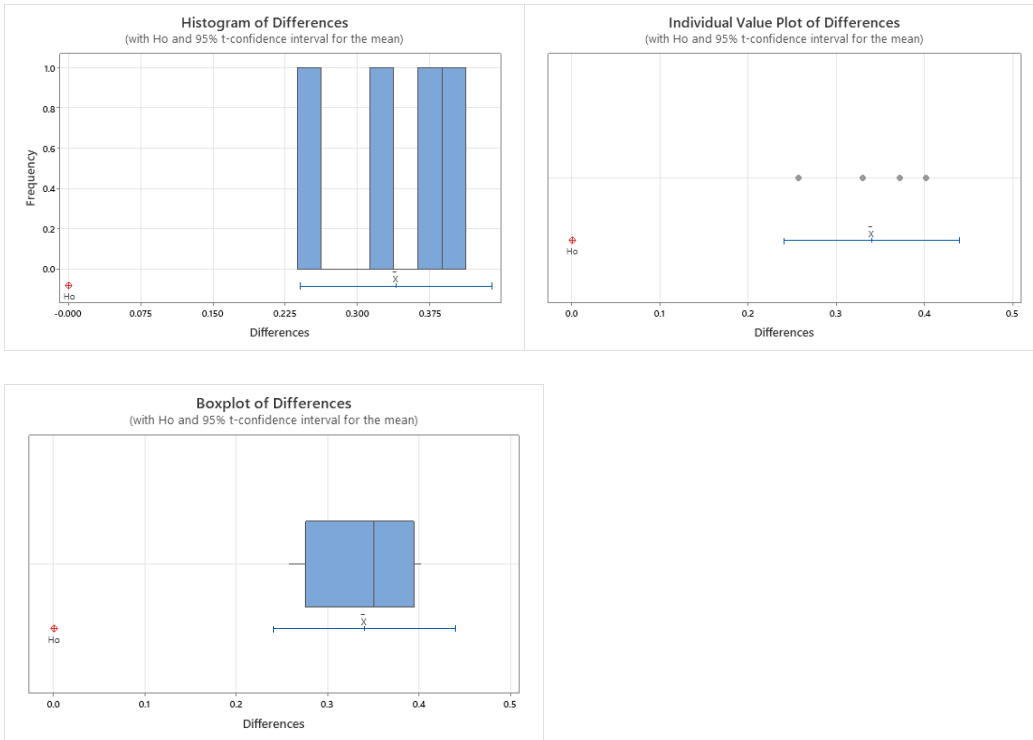 Histogram of Differences
(with Ho and 95% t-confidence interval for the mean)
Frequency
1.0
0.8
0.6
0.4
0.2
0.0
X̄
Ho
-0.000 0.075 0.150 0.225 0.300 0.375
Differences
Individual Value Plot of Differences
(with Ho and 95% t-confidence interval for the mean)
X̄
Ho
0.0 0.1 0.2 0.3 0.4 0.5
Differences
Boxplot of Differences
(with Ho and 95% t-confidence interval for the mean)
X̄
Ho
0.0 0.1 0.2 0.3 0.4 0.5
Differences